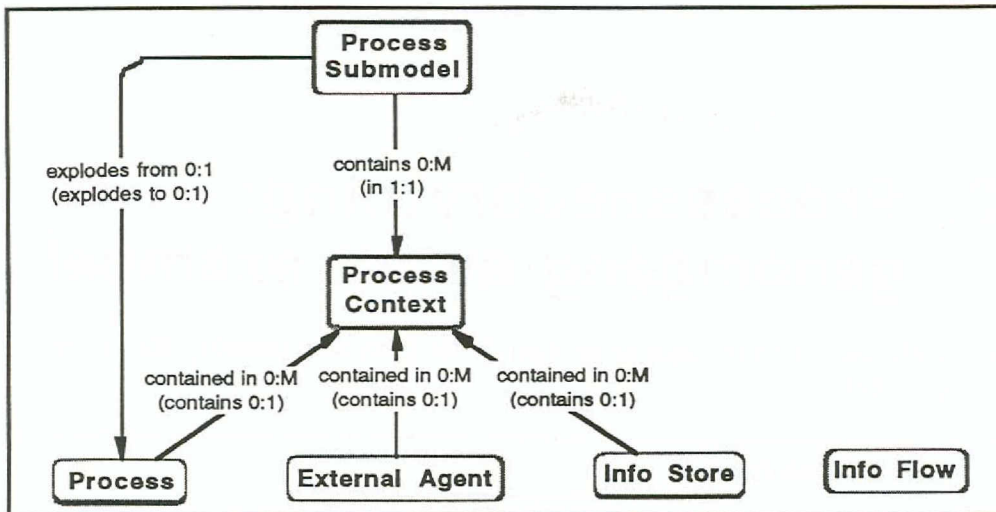 Process
Submodel
explodes from 0:1
(explodes to 0:1)
contains 0:M
(in 1:1)
Process
Context
contained in 0:M
(contains 0:1)
contained in 0:M
(contains 0:1)
contained in 0:M
(contains 0:1)
Process
External Agent
Info Store
Info Flow